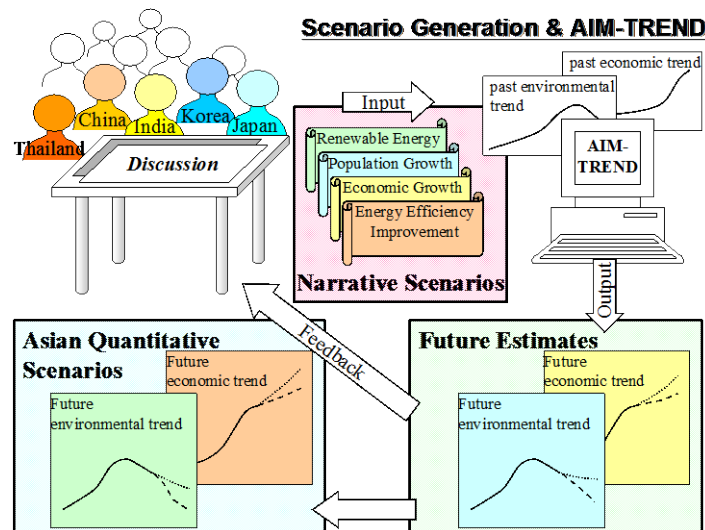 Scenario Generation & AIM-TREND
past economic trend
past environmental
trend
Input
China
India
Korea
Japan
Thailand
Discussion
Renewable Energy
Population Growth
Economic Growth
Energy Efficiency
Improvement
Narrative Scenarios
AIM-
TREND
Output
Feedback
Asian Quantitative
Scenarios
Future
economic trend
Future
environmental trend
Future Estimates
Future
economic trend
Future
environmental trend